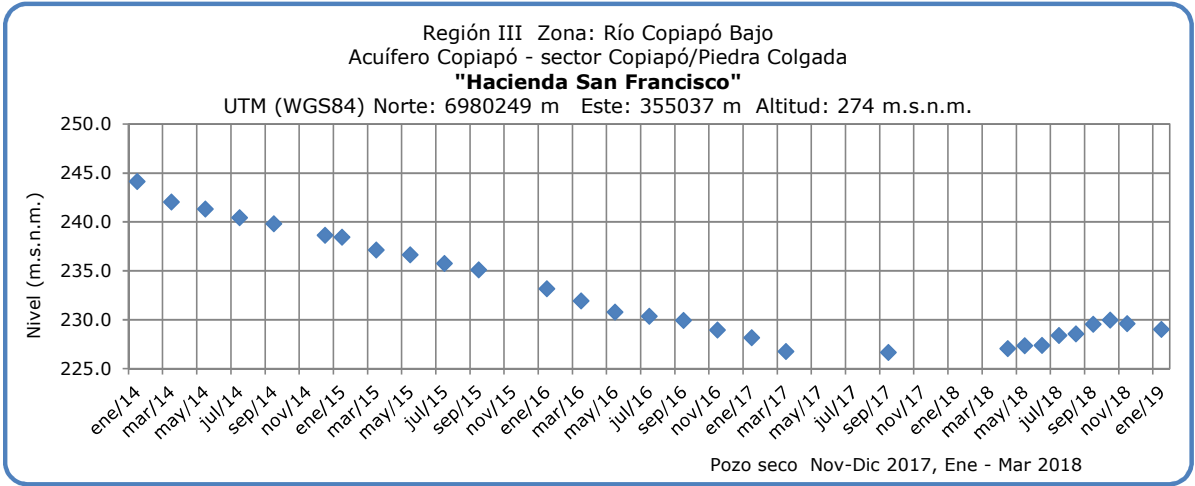 Región III  Zona: Río Copiapó Bajo
Acuífero Copiapó - sector Copiapó/Piedra Colgada
"Hacienda San Francisco"
UTM (WGS84) Norte: 6980249 m   Este: 355037 m  Altitud: 274 m.s.n.m.
Nivel (m.s.n.m.)
250.0
245.0
240.0
235.0
230.0
225.0
ene/14
mar/14
may/14
jul/14
sep/14
nov/14
ene/15
mar/15
may/15
jul/15
sep/15
nov/15
ene/16
mar/16
may/16
jul/16
sep/16
nov/16
ene/17
mar/17
may/17
jul/17
sep/17
nov/17
ene/18
mar/18
may/18
jul/18
sep/18
nov/18
ene/19
Pozo seco  Nov-Dic 2017, Ene - Mar 2018